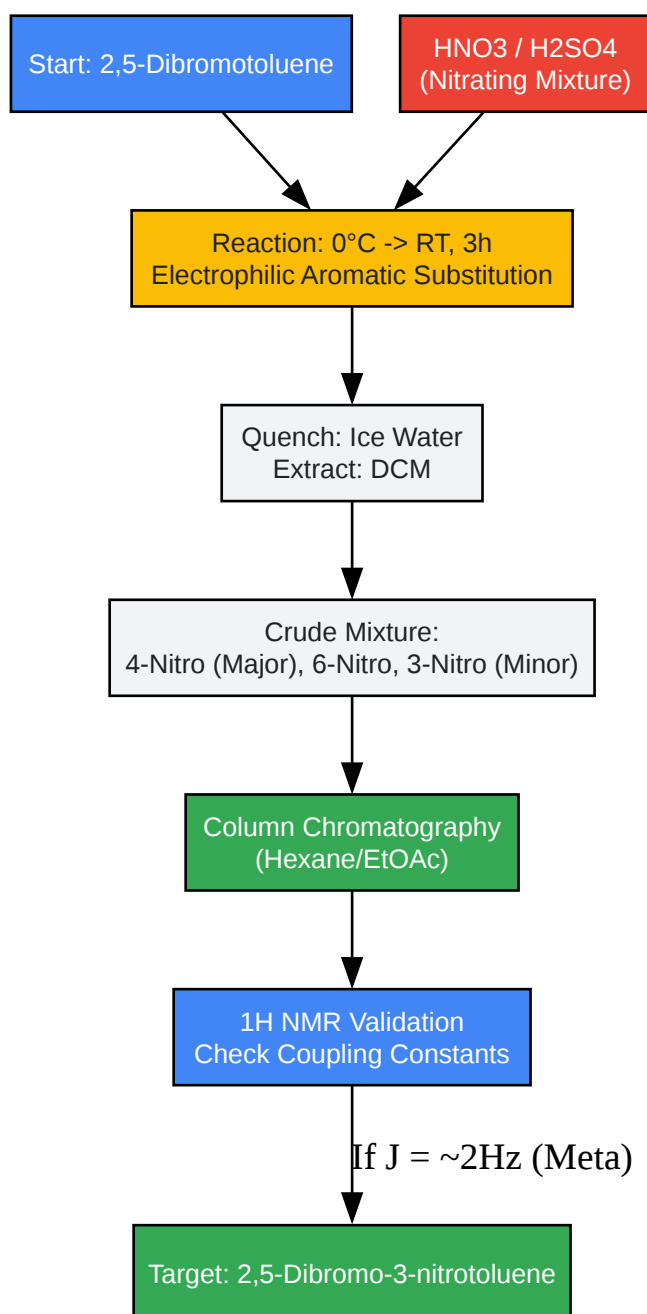 Start: 2,5-Dibromotoluene
HNO3 / H2SO4
(Nitrating Mixture)
Reaction: 0°C -> RT, 3h
Electrophilic Aromatic Substitution
Quench: Ice Water
Extract: DCM
Crude Mixture:
4-Nitro (Major), 6-Nitro, 3-Nitro (Minor)
Column Chromatography
(Hexane/EtOAc)
1H NMR Validation
Check Coupling Constants
If J = ~2Hz (Meta)
Target: 2,5-Dibromo-3-nitrotoluene